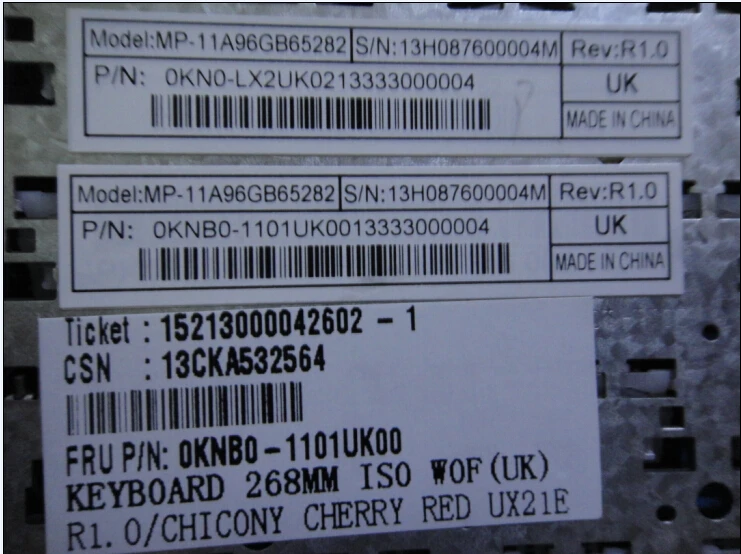 Model:MP-11A96GB65282 S/N:13H087600004M Rev:R1.0
P/N: 0KN0-LX2UK0213333000004 UK
MADE IN CHINA
Model:MP-11A96GB65282 S/N:13H087600004M Rev:R1.0
P/N: 0KNB0-1101UK0013333000004 UK
MADE IN CHINA
Ticket : 15213000042602 - 1
CSN : 13CKA532564
FRU P/N: 0KNB0-1101UK00
KEYBOARD 268MM ISO WOF(UK)
R1.0/CHICONY CHERRY RED UX21E